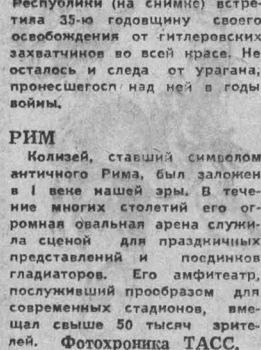 Республики (на снимке) встре-
тила 35-ю годовщину своего
освобождения от гитлеровских
захватчинов во всей красе. Не
осталось и следа от урагана,
пронесшегося над ней в годы
войны.
РИМ
Колизей, ставший символом
античного Рима, был заложен
в I веке нашей эры. В тече-
ние многих столетий его ог-
ромная овальная арена служи-
ла сценой для праздничных
представлений и поединков
гладиаторов. Его амфитеатр,
послуживший прообразом для
современных стадионов, вме-
щал свыше 50 тысяч зрите-
лей. Фотохроника ТАСС.